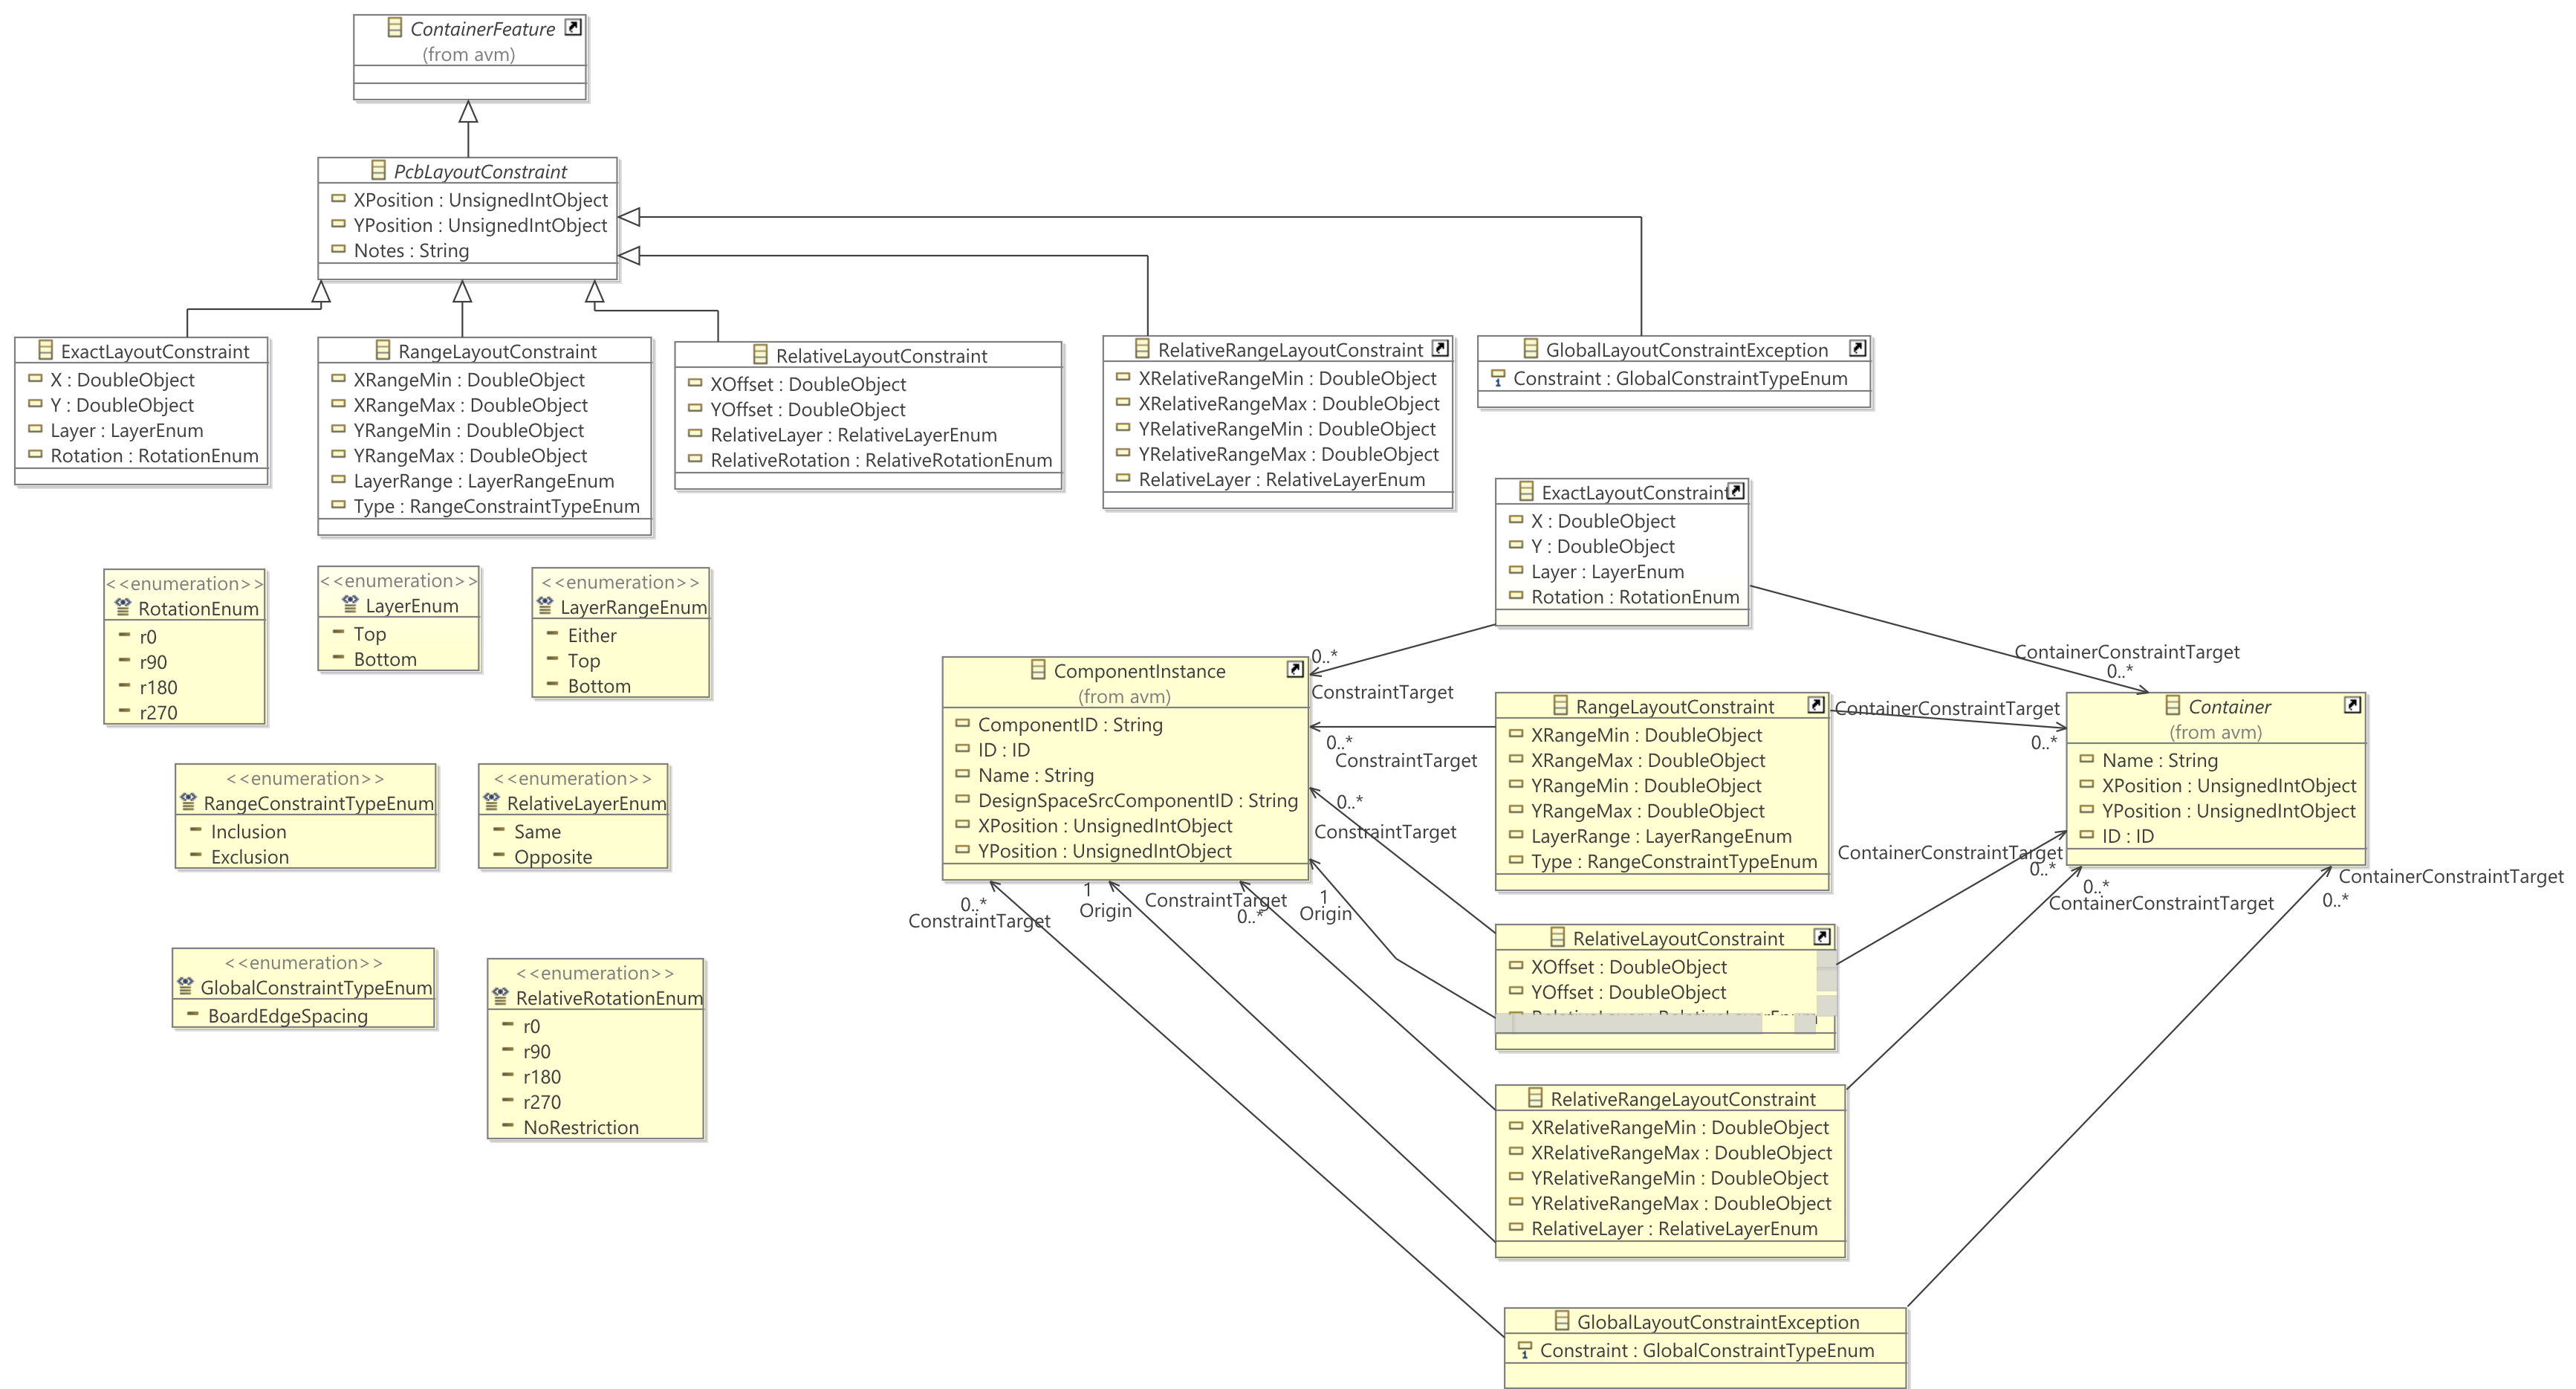 ContainerFeature
(from avm)
PcbLayoutConstraint
XPosition : UnsignedIntObject
YPosition : UnsignedIntObject
Notes : String
ExactLayoutConstraint
X : DoubleObject
Y : DoubleObject
Layer : LayerEnum
Rotation : RotationEnum
RangeLayoutConstraint
XRangeMin : DoubleObject
XRangeMax : DoubleObject
YRangeMin : DoubleObject
YRangeMax : DoubleObject
LayerRange : LayerRangeEnum
Type : RangeConstraintTypeEnum
RelativeLayoutConstraint
XOffset : DoubleObject
YOffset : DoubleObject
RelativeLayer : RelativeLayerEnum
RelativeRotation : RelativeRotationEnum
RelativeRangeLayoutConstraint
XRelativeRangeMin : DoubleObject
XRelativeRangeMax : DoubleObject
YRelativeRangeMin : DoubleObject
YRelativeRangeMax : DoubleObject
RelativeLayer : RelativeLayerEnum
GlobalLayoutConstraintException
1 Constraint : GlobalConstraintTypeEnum
<<enumeration>>
RotationEnum
r0
r90
r180
r270
<<enumeration>>
LayerEnum
Top
Bottom
<<enumeration>>
LayerRangeEnum
Either
Top
Bottom
<<enumeration>>
RangeConstraintTypeEnum
Inclusion
Exclusion
<<enumeration>>
RelativeLayerEnum
Same
Opposite
<<enumeration>>
GlobalConstraintTypeEnum
BoardEdgeSpacing
<<enumeration>>
RelativeRotationEnum
r0
r90
r180
r270
NoRestriction
ExactLayoutConstraint
X : DoubleObject
Y : DoubleObject
Layer : LayerEnum
Rotation : RotationEnum
ComponentInstance
(from avm)
ComponentID : String
ID : ID
Name : String
DesignSpaceSrcComponentID : String
XPosition : UnsignedIntObject
YPosition : UnsignedIntObject
0..*
ConstraintTarget
0..*
ConstraintTarget
0..*
ConstraintTarget
1
Origin
ConstraintTarget
0..*
1
Origin
0..*
ConstraintTarget
RangeLayoutConstraint
XRangeMin : DoubleObject
XRangeMax : DoubleObject
YRangeMin : DoubleObject
YRangeMax : DoubleObject
LayerRange : LayerRangeEnum
Type : RangeConstraintTypeEnum
ContainerConstraintTarget
0..*
ContainerConstraintTarget
0..*
ContainerConstraintTarget
0..*
0..*
ContainerConstraintTarget
ContainerConstraintTarget
0..*
Container
(from avm)
Name : String
XPosition : UnsignedIntObject
YPosition : UnsignedIntObject
ID : ID
RelativeLayoutConstraint
XOffset : DoubleObject
YOffset : DoubleObject
RelativeRangeLayoutConstraint
XRelativeRangeMin : DoubleObject
XRelativeRangeMax : DoubleObject
YRelativeRangeMin : DoubleObject
YRelativeRangeMax : DoubleObject
RelativeLayer : RelativeLayerEnum
GlobalLayoutConstraintException
1 Constraint : GlobalConstraintTypeEnum